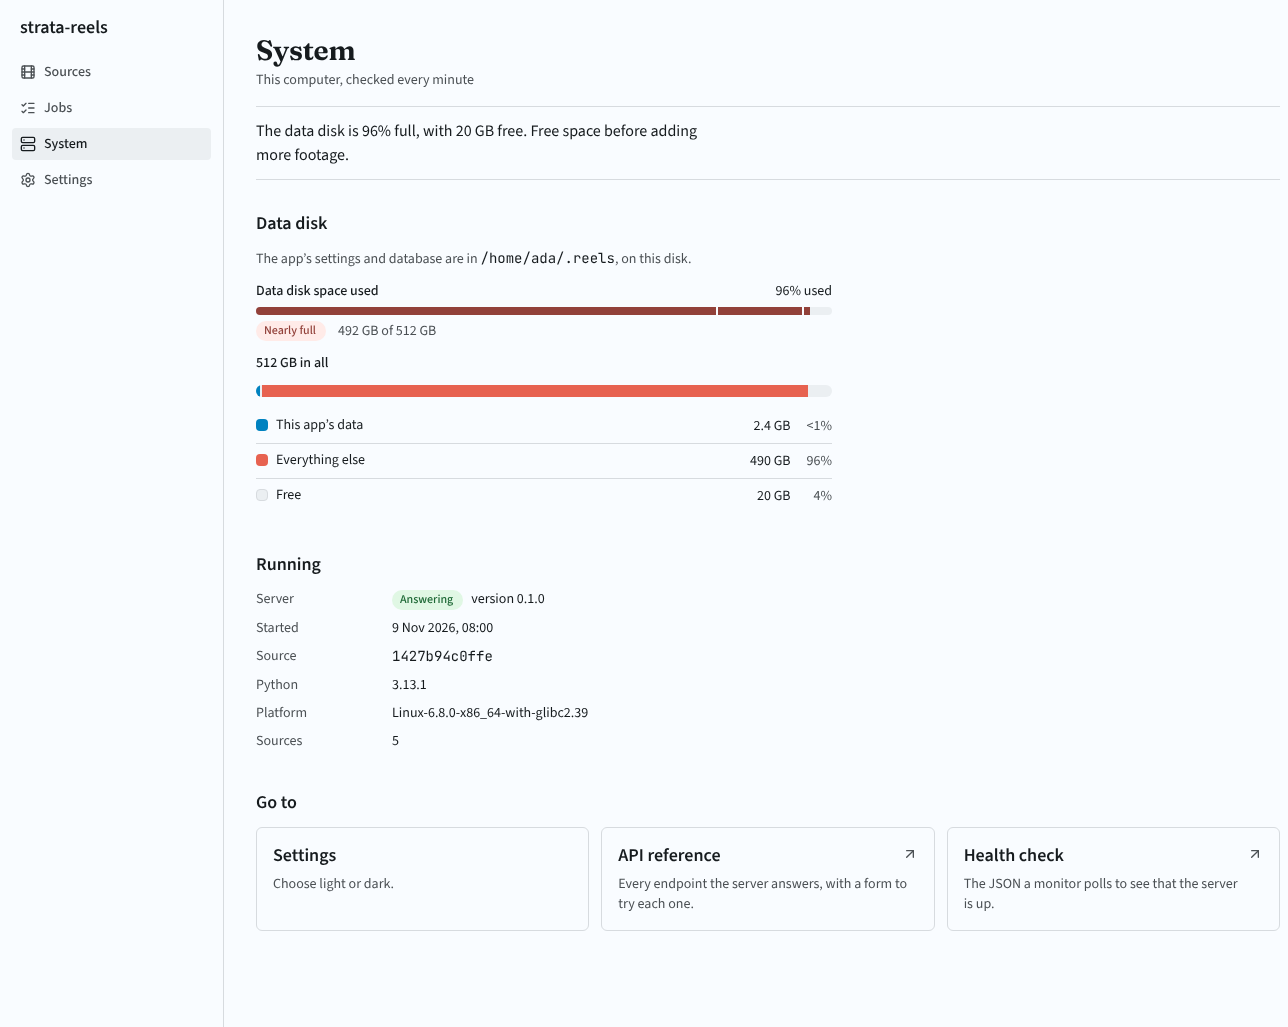 strata-reels
Sources
Jobs
System
Settings
System
This computer, checked every minute
The data disk is 96% full, with 20 GB free. Free space before adding
more footage.
Data disk
The app’s settings and database are in /home/ada/.reels, on this disk.
Data disk space used 96% used
Nearly full 492 GB of 512 GB
512 GB in all
This app’s data 2.4 GB <1%
Everything else 490 GB 96%
Free 20 GB 4%
Running
Server Answering version 0.1.0
Started 9 Nov 2026, 08:00
Source 1427b94c0ffe
Python 3.13.1
Platform Linux-6.8.0-x86_64-with-glibc2.39
Sources 5
Go to
Settings
Choose light or dark.
API reference
Every endpoint the server answers, with a form to
try each one.
Health check
The JSON a monitor polls to see that the server
is up.